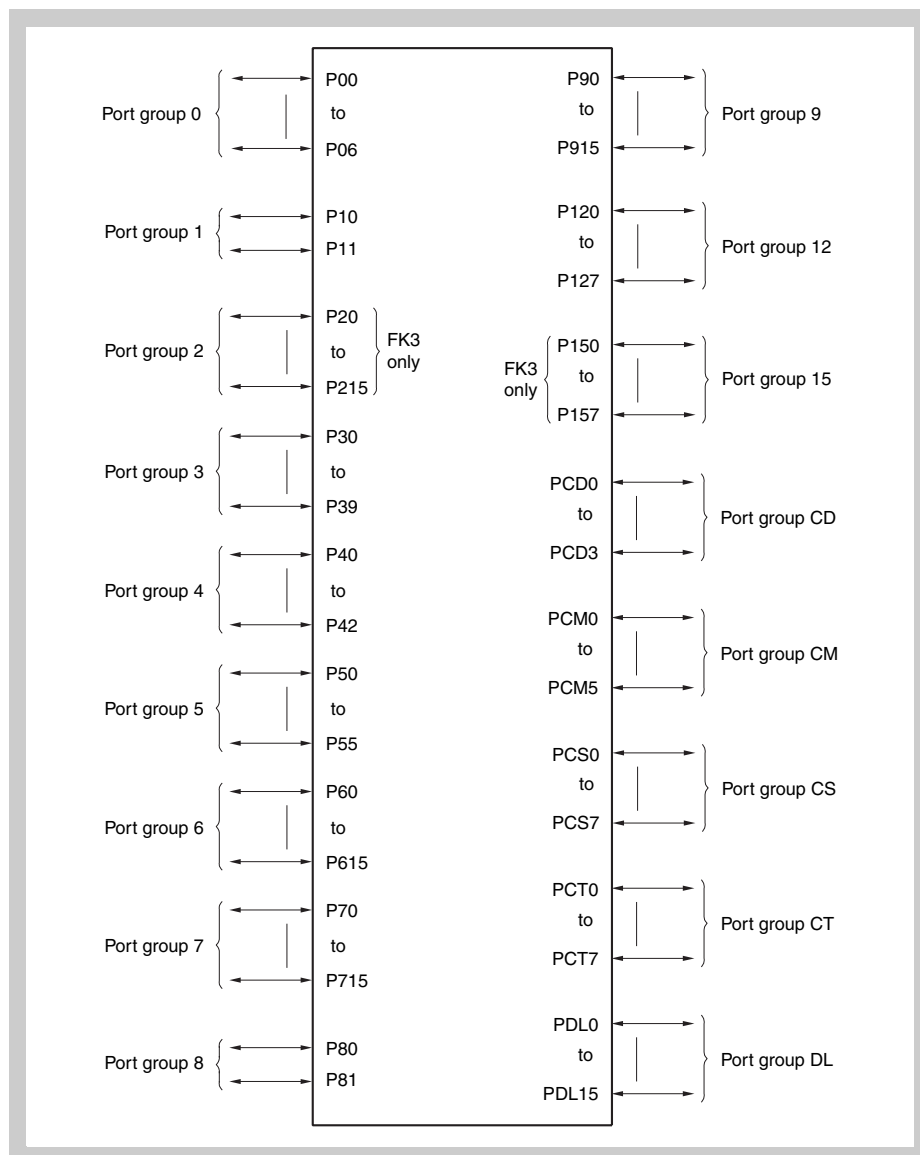 Port group 0
P00
to
P06
Port group 1
P10
P11
Port group 2
P20
to
P215
FK3
only
Port group 3
P30
to
P39
Port group 4
P40
to
P42
Port group 5
P50
to
P55
Port group 6
P60
to
P615
Port group 7
P70
to
P715
Port group 8
P80
P81
P90
to
P915
Port group 9
P120
to
P127
Port group 12
FK3
only
P150
to
P157
Port group 15
PCD0
to
PCD3
Port group CD
PCM0
to
PCM5
Port group CM
PCS0
to
PCS7
Port group CS
PCT0
to
PCT7
Port group CT
PDL0
to
PDL15
Port group DL